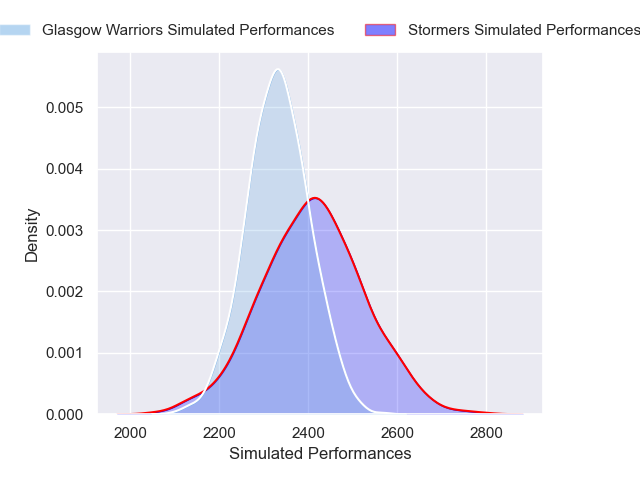 Glasgow Warriors Simulated Performances Stormers Simulated Performances
0.005
0.004
0.003
0.002
0.001
0.000
Density
2000 2200 2400 2600 2800
Simulated Performances